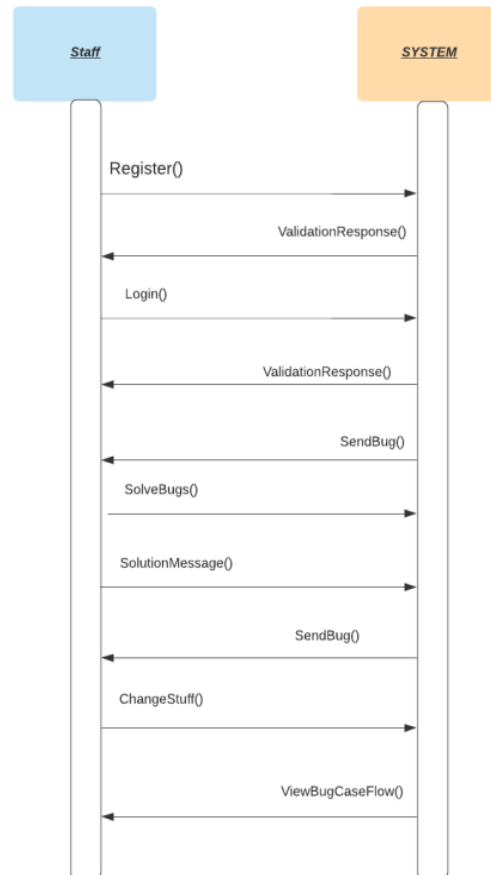 Staff
SYSTEM
Register()
ValidationResponse()
Login()
ValidationResponse()
SendBug()
SolveBugs()
SolutionMessage()
SendBug()
ChangeStuff()
ViewBugCaseFlow()